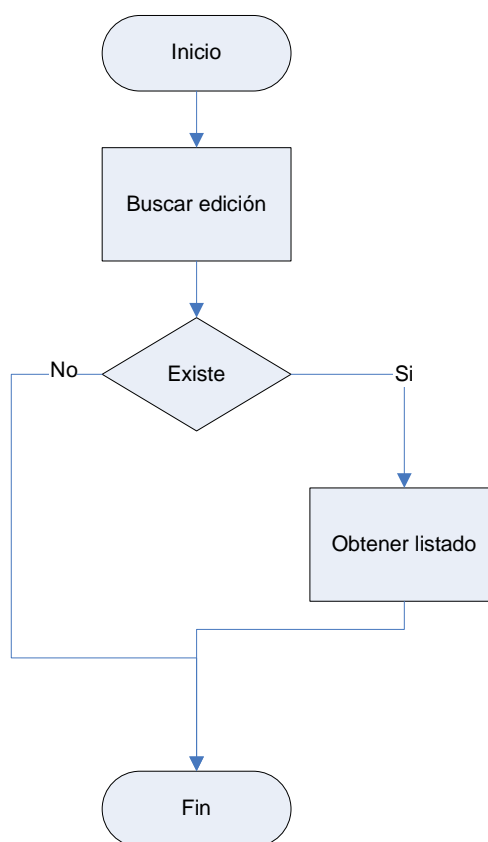 Inicio
Buscar edición
No
Existe
Si
Obtener listado
Fin